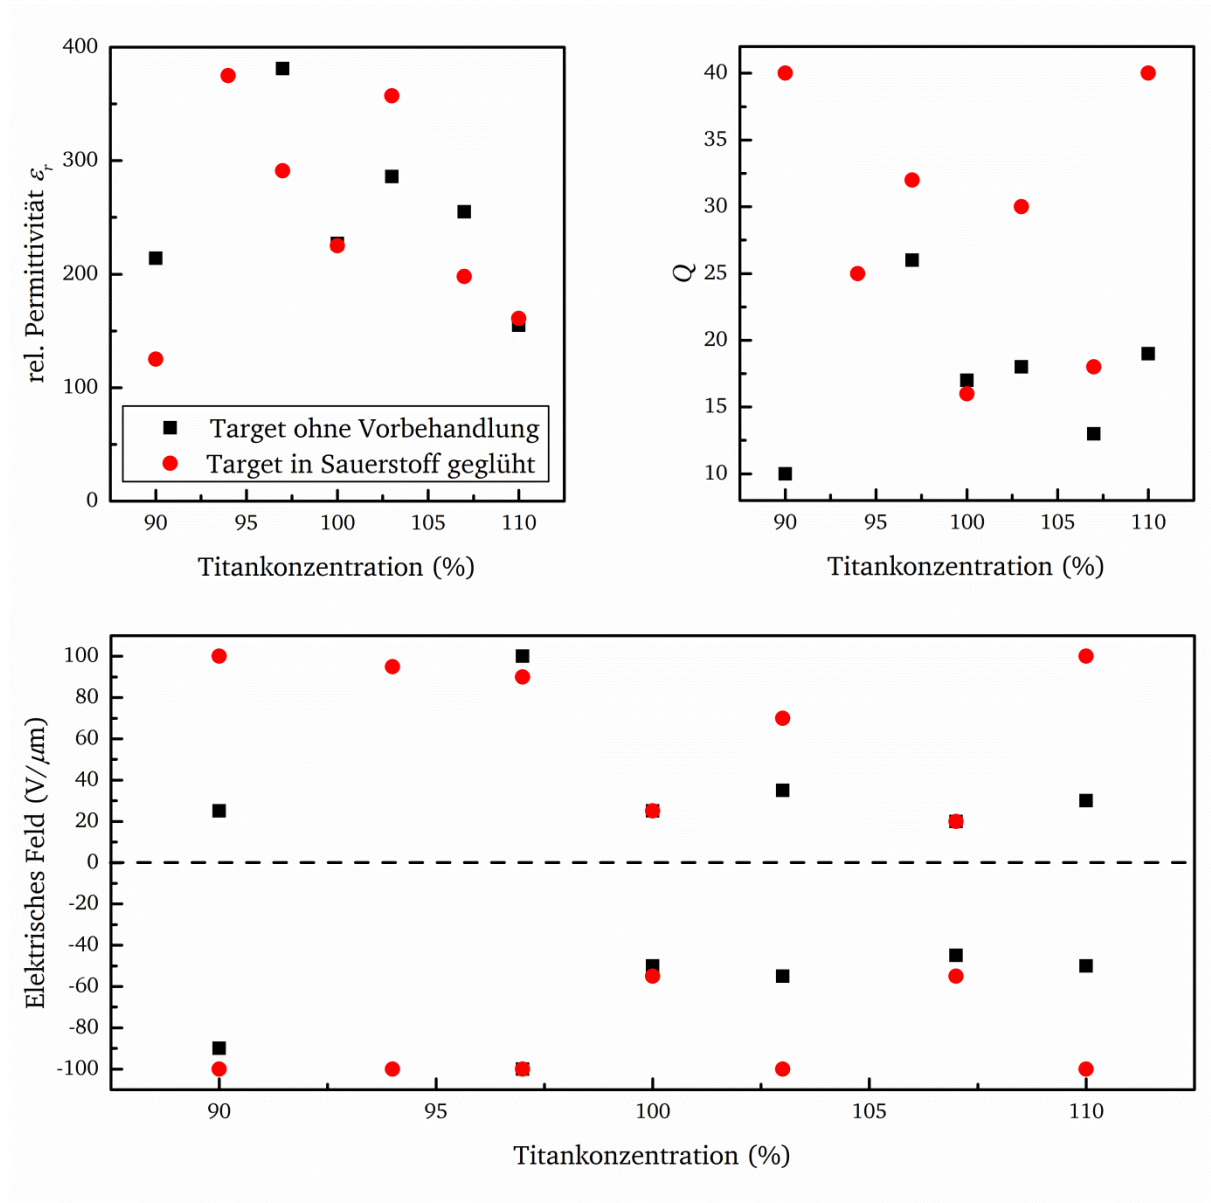 400
300
200
100
0
rel. Permittivität εr
Target ohne Vorbehandlung
Target in Sauerstoff geglüht
90 95 100 105 110
Titankonzentration (%)
40
35
30
25
20
15
10
Q
90 95 100 105 110
Titankonzentration (%)
100
80
60
40
20
0
-20
-40
-60
-80
-100
Elektrisches Feld (V/μm)
90 95 100 105 110
Titankonzentration (%)